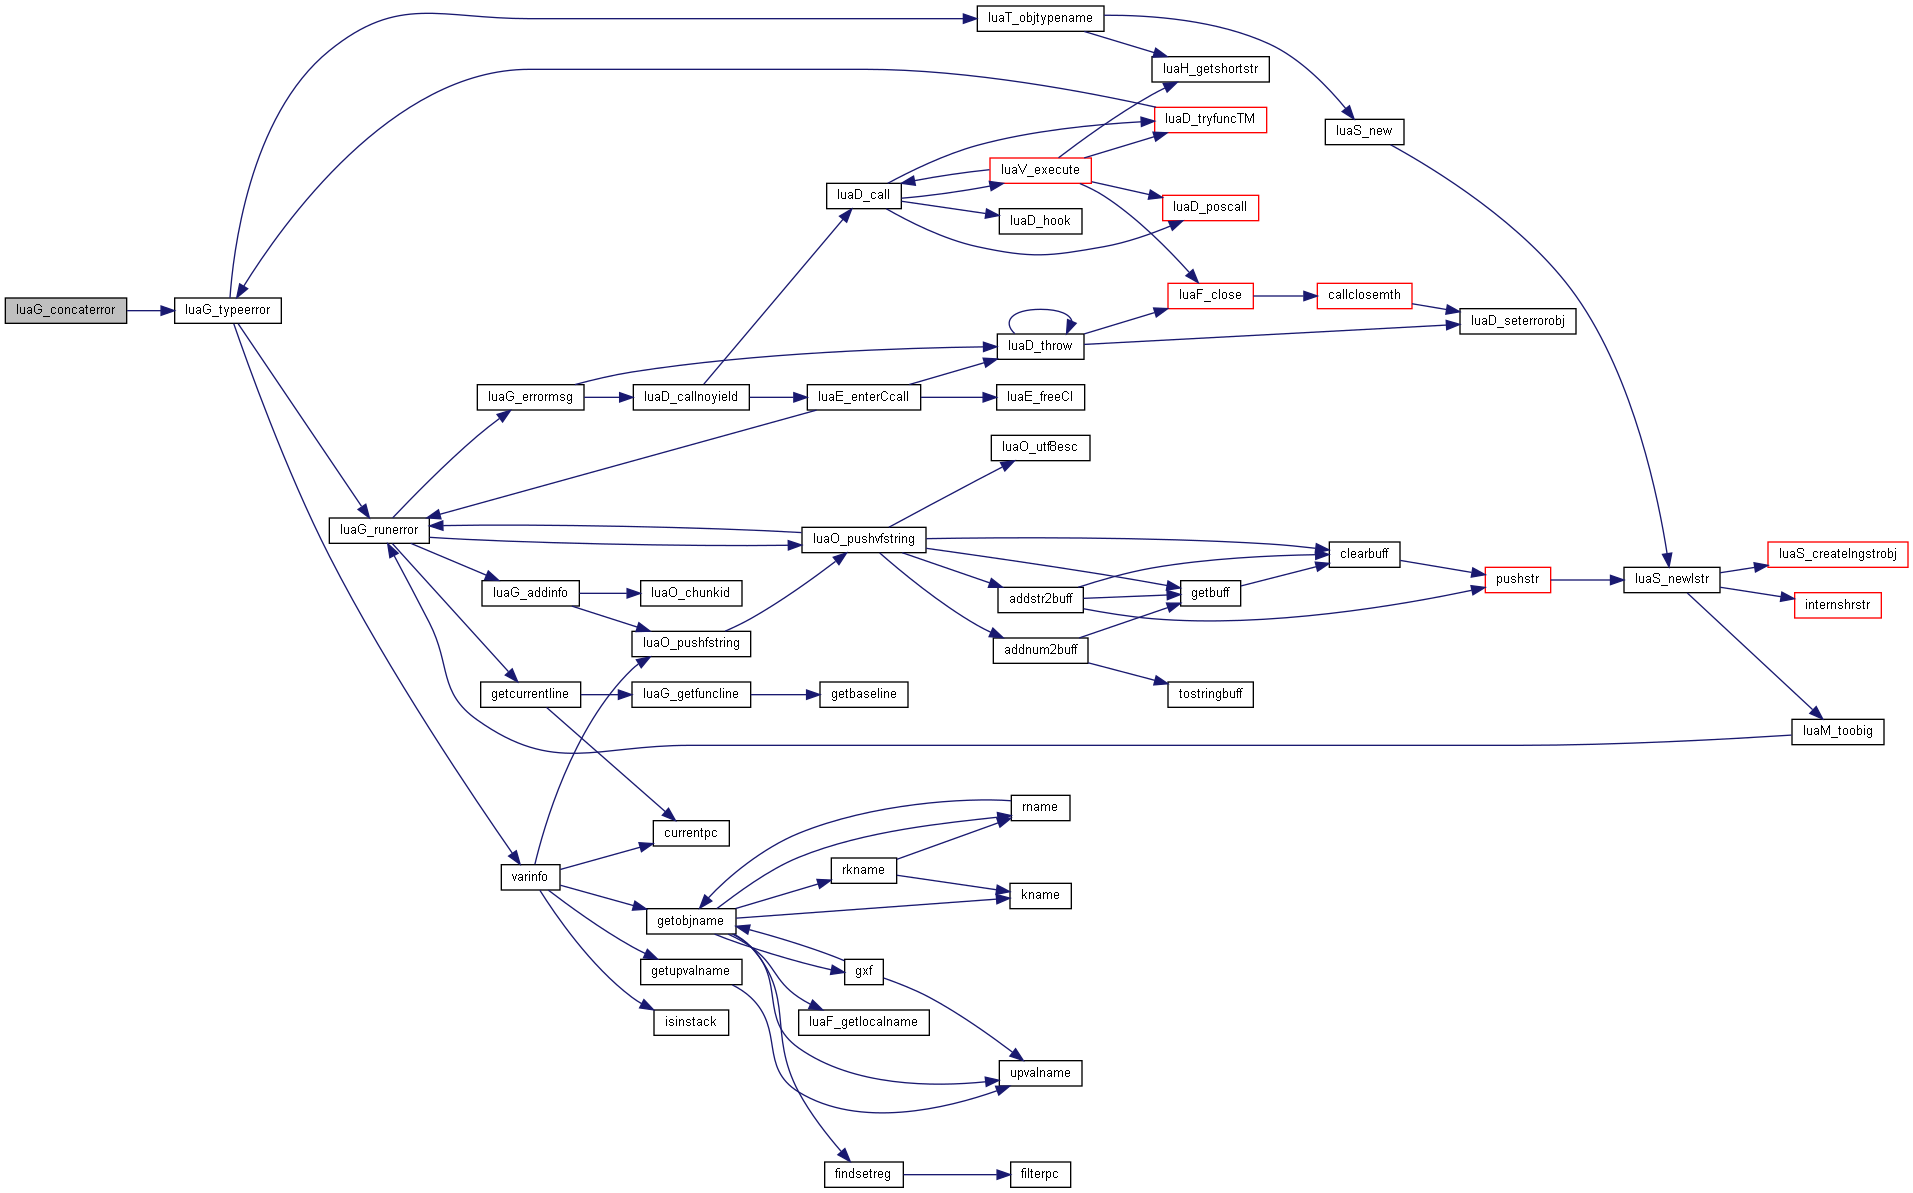 luaT_objtypename
luaH_getshortstr
luaD_tryfuncTM
luaS_new
luaV_execute
luaD_call
luaD_poscall
luaD_hook
luaG_concaterror
luaG_typeerror
luaF_close
callclosemth
luaD_seterrorobj
luaD_throw
luaG_errormsg
luaD_callnoyield
luaE_enterCcall
luaE_freeCI
luaO_utf8esc
luaG_runerror
luaO_pushvfstring
clearbuff
luaS_createlngstrobj
pushstr
luaS_newlstr
luaG_addinfo
luaO_chunkid
addstr2buff
getbuff
internshrstr
luaO_pushfstring
addnum2buff
getcurrentline
luaG_getfuncline
getbaseline
tostringbuff
luaM_toobig
rname
currentpc
varinfo
rkname
kname
getobjname
getupvalname
gxf
isinstack
luaF_getlocalname
upvalname
findsetreg
filterpc